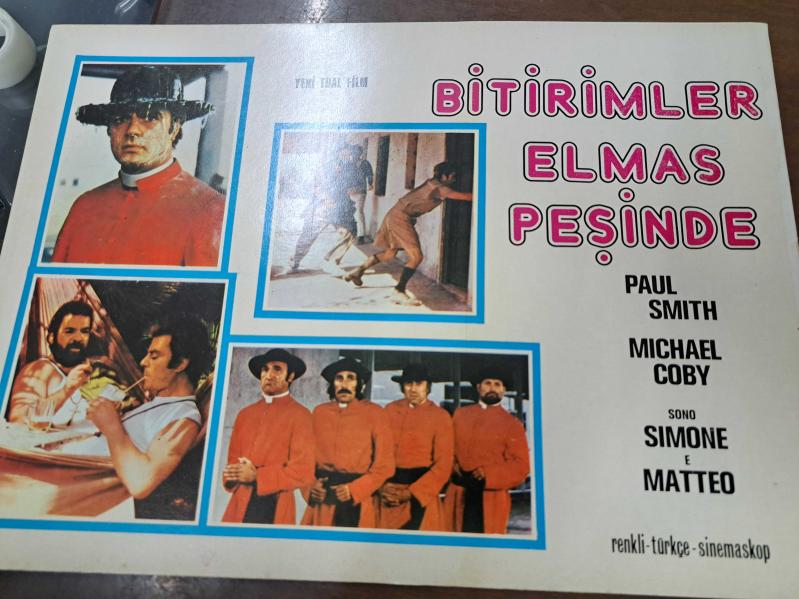 YENİ TUAL FİLM
BİTİRİMLER
ELMAS
PEŞİNDE
PAUL
SMITH
MICHAEL
COBY
SONO
SIMONE
E
MATTEO
renkli-türkçe-sinemaskop